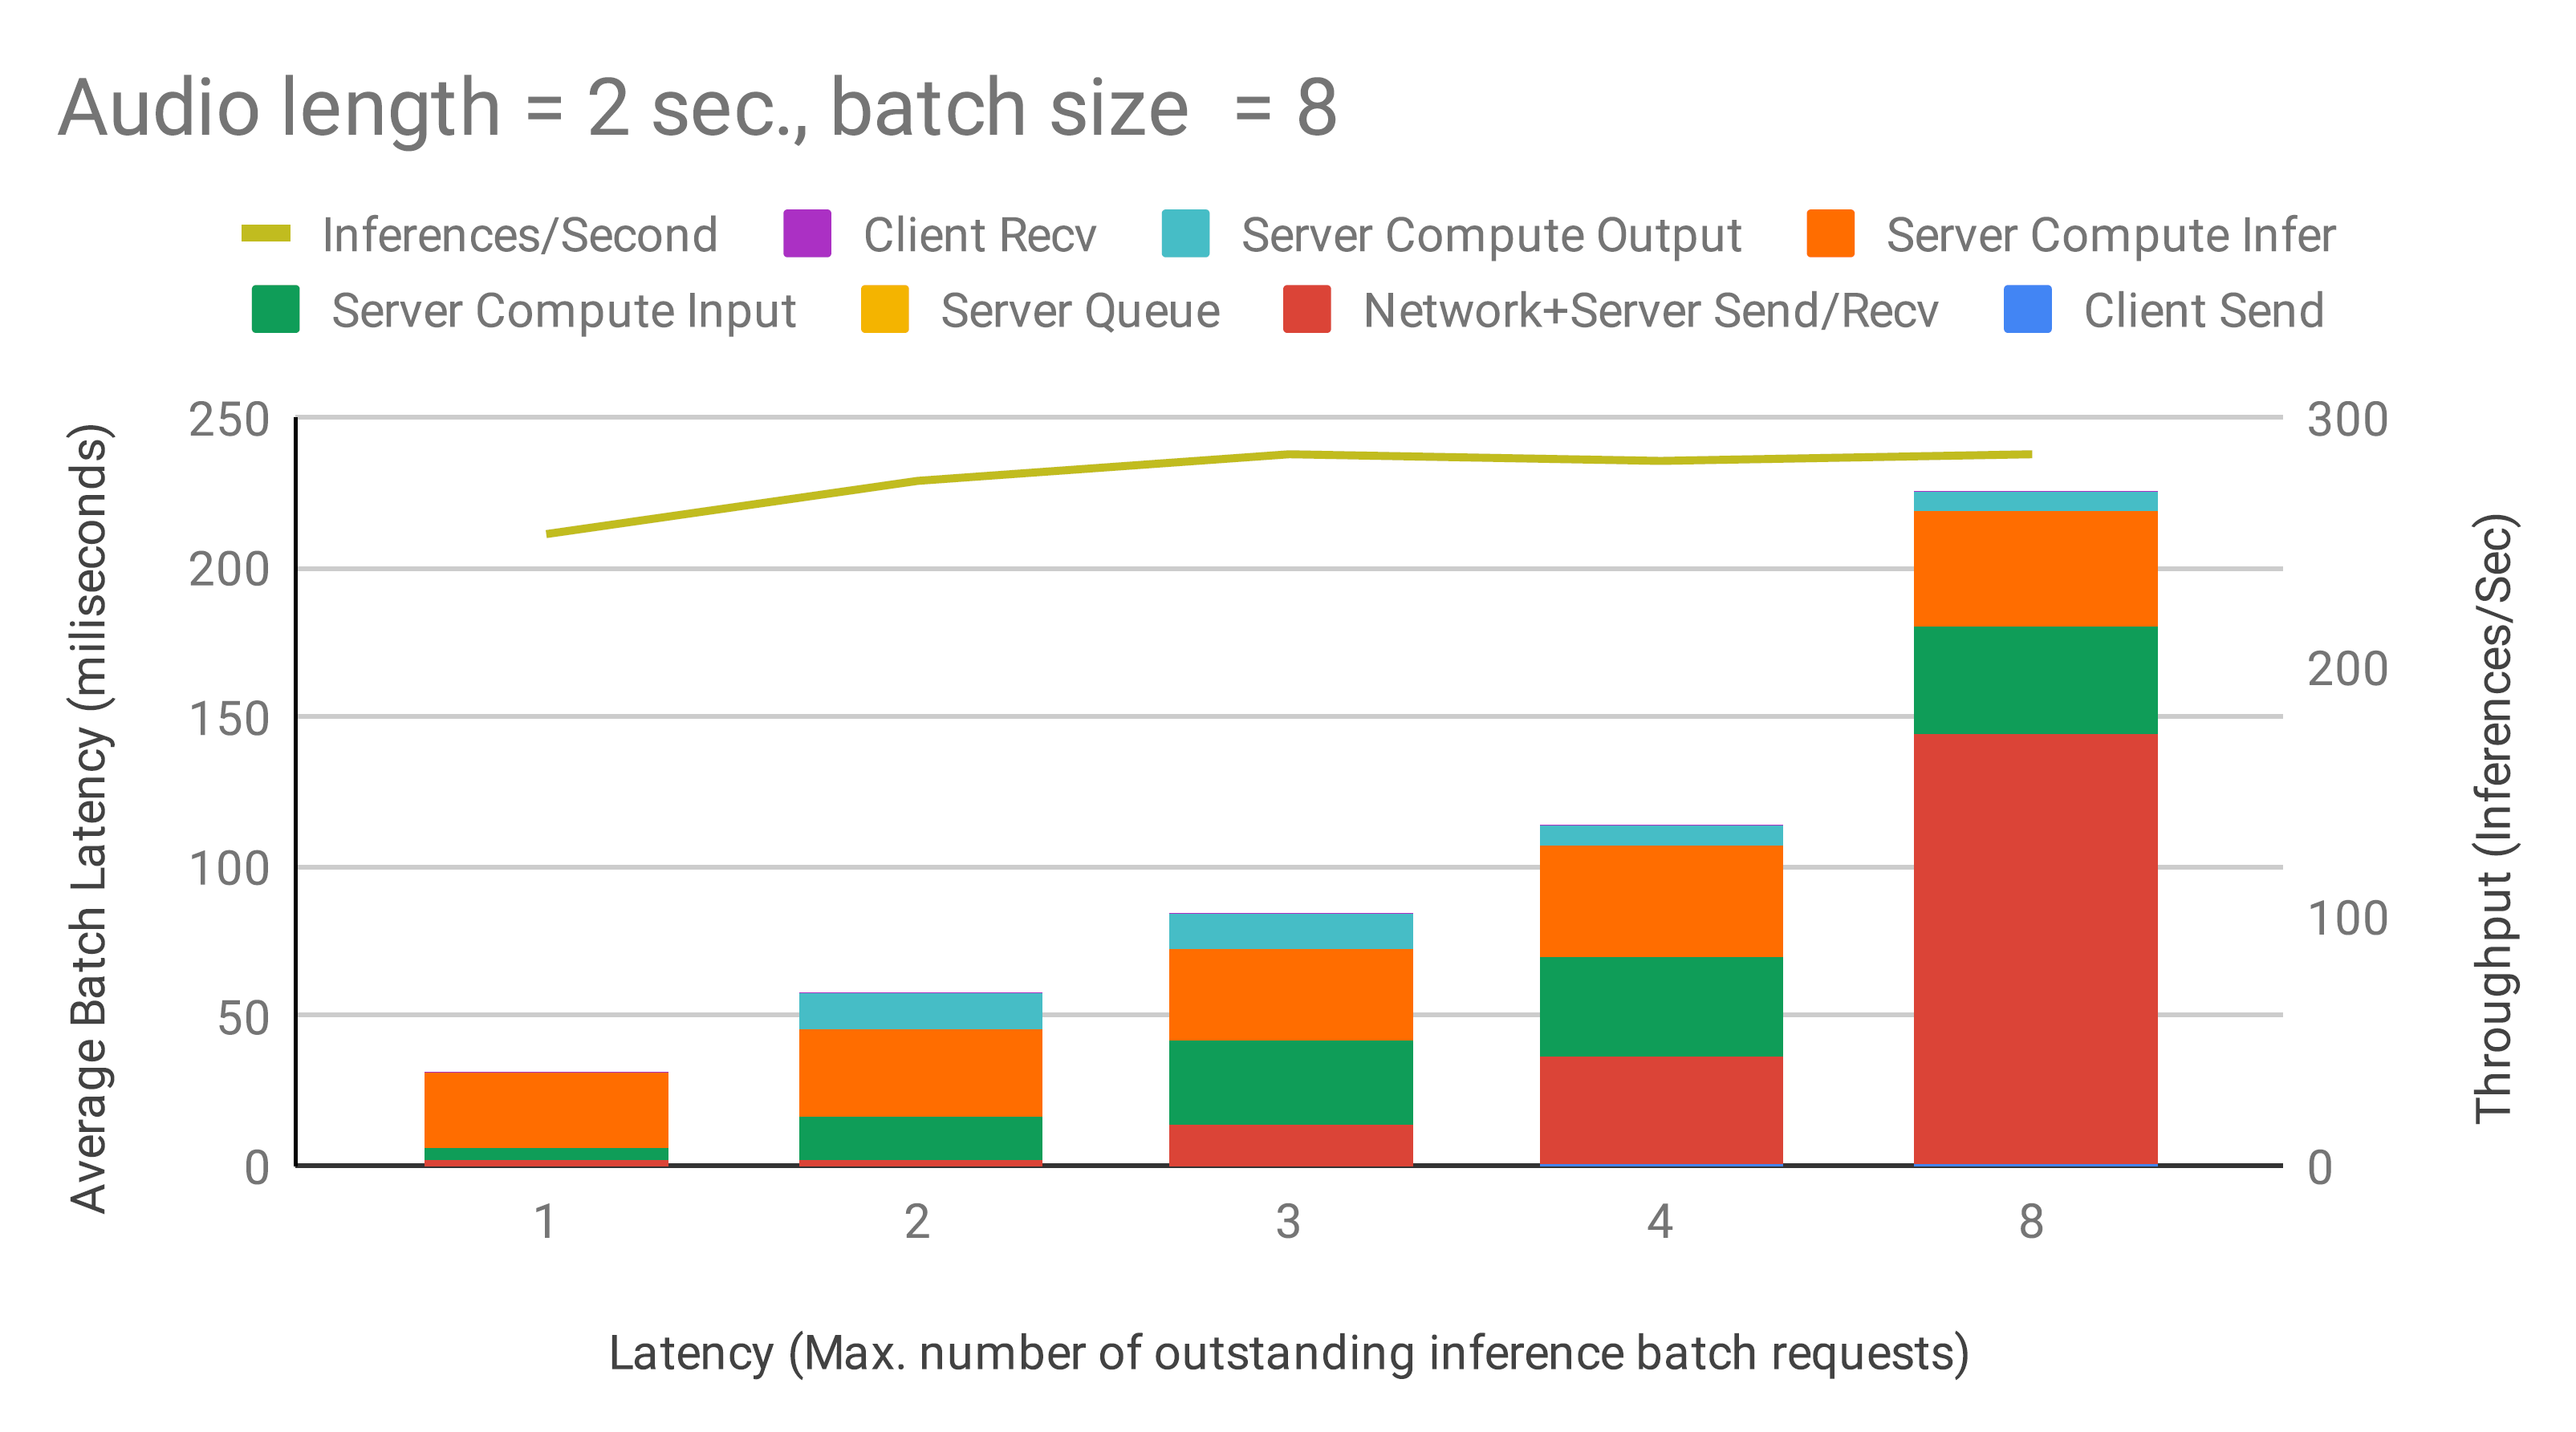 Audio length = 2 sec., batch size  = 8
Inferences/Second Client Recv Server Compute Output Server Compute Infer
Server Compute Input Server Queue Network+Server Send/Recv Client Send
Average Batch Latency (miliseconds)
250
200
150
100
50
0
300
200
100
0
Throughput (Inferences/Sec)
1 2 3 4 8
Latency (Max. number of outstanding inference batch requests)